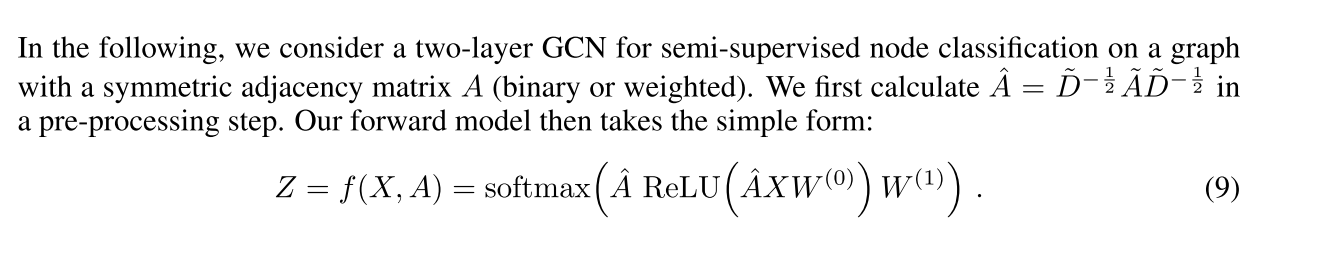 In the following, we consider a two-layer GCN for semi-supervised node classification on a graph
with a symmetric adjacency matrix A (binary or weighted). We first calculate Â = D̃^{-1/2} Ã D̃^{-1/2} in
a pre-processing step. Our forward model then takes the simple form:
Z = f(X, A) = softmax(Â ReLU(ÂXW^{(0)}) W^{(1)}) . (9)